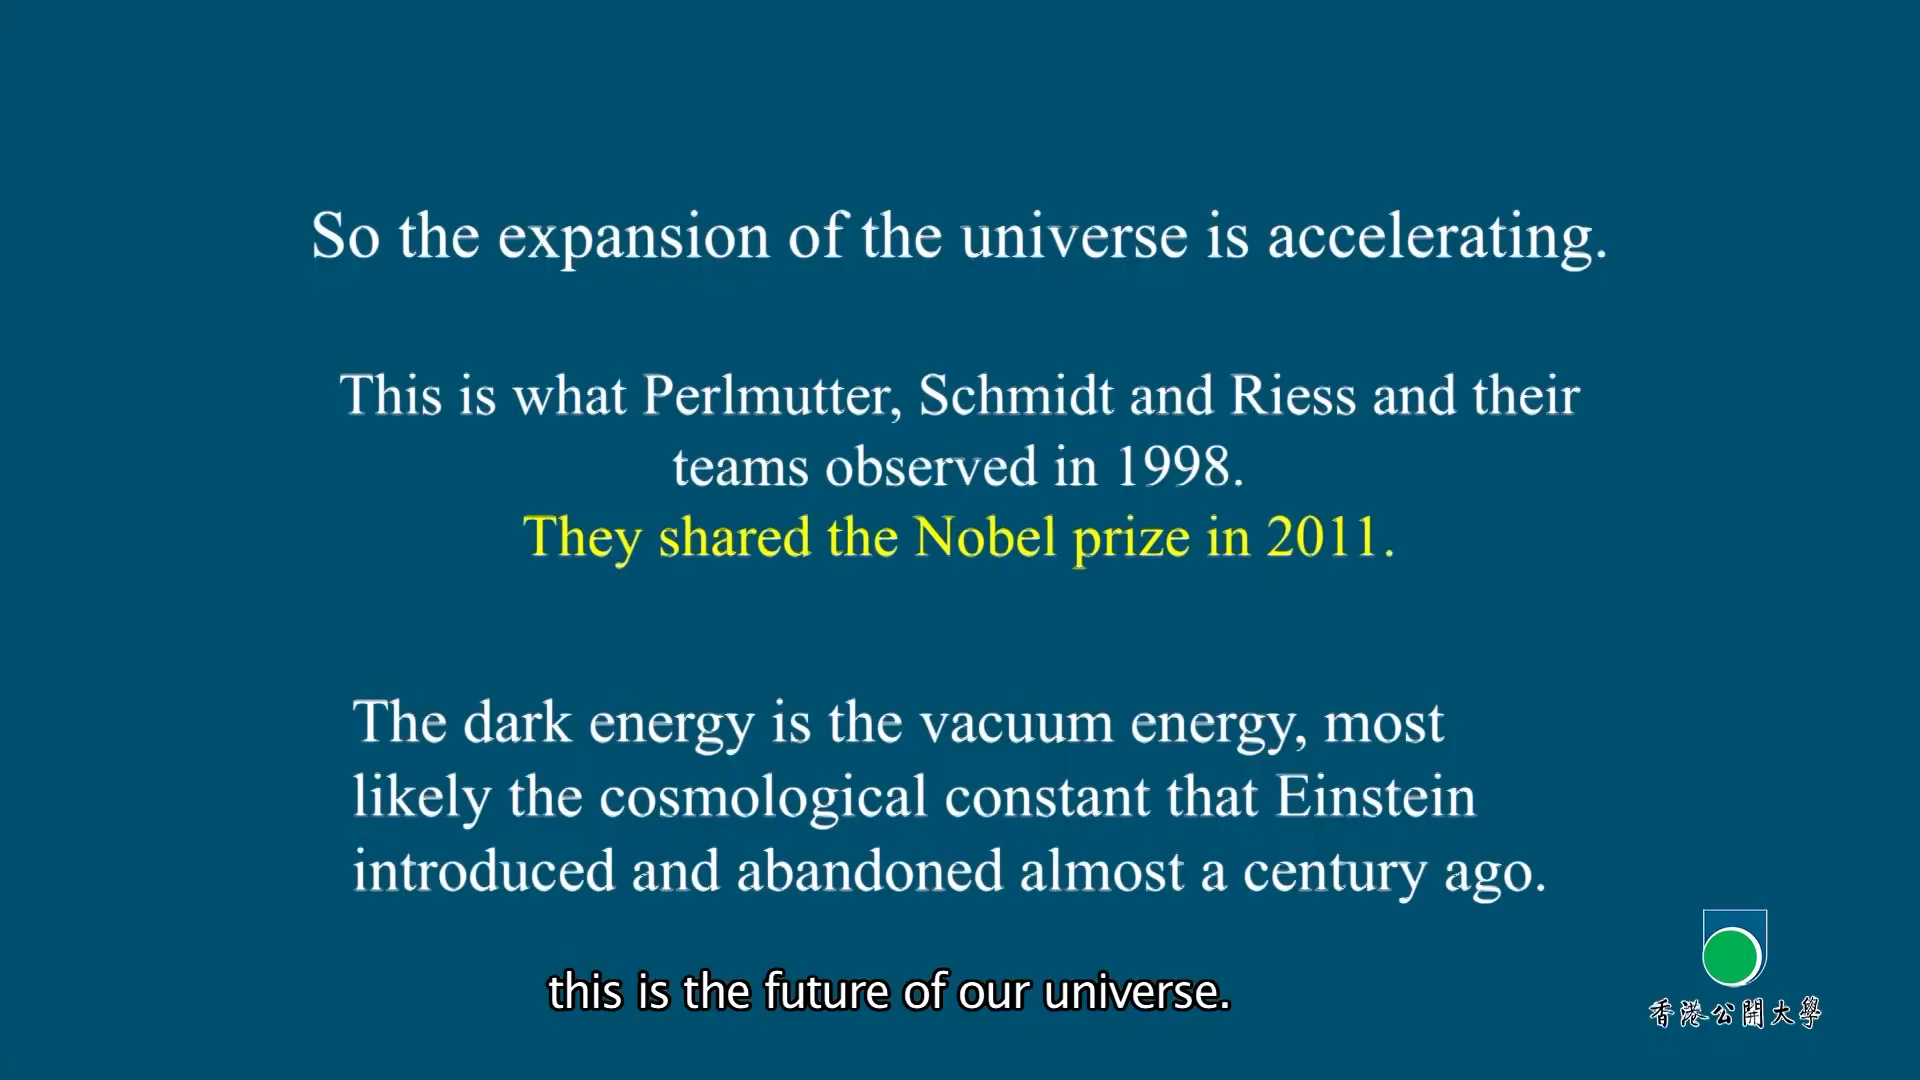 So the expansion of the universe is accelerating.
This is what Perlmutter, Schmidt and Riess and their
teams observed in 1998.
They shared the Nobel prize in 2011.
The dark energy is the vacuum energy, most
likely the cosmological constant that Einstein
introduced and abandoned almost a century ago.
this is the future of our universe.
香港公開大學